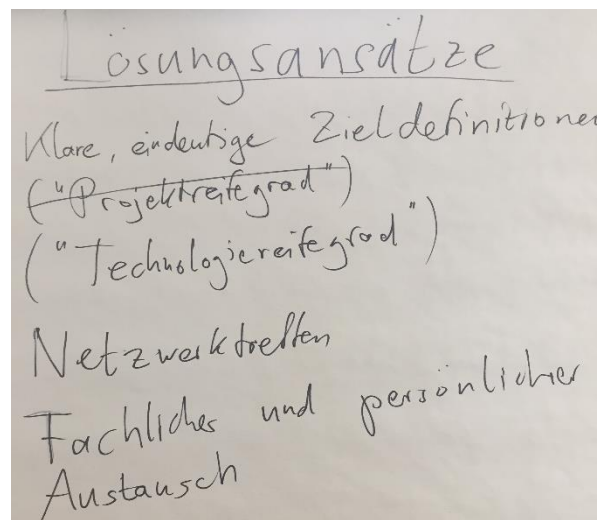 Lösungsansätze
Klare, eindeutige Zieldefinitionen
("Projektreifegrad")
("Technologiereifegrad")
Netzwerktreffen
Fachliches und persönlicher
Austausch